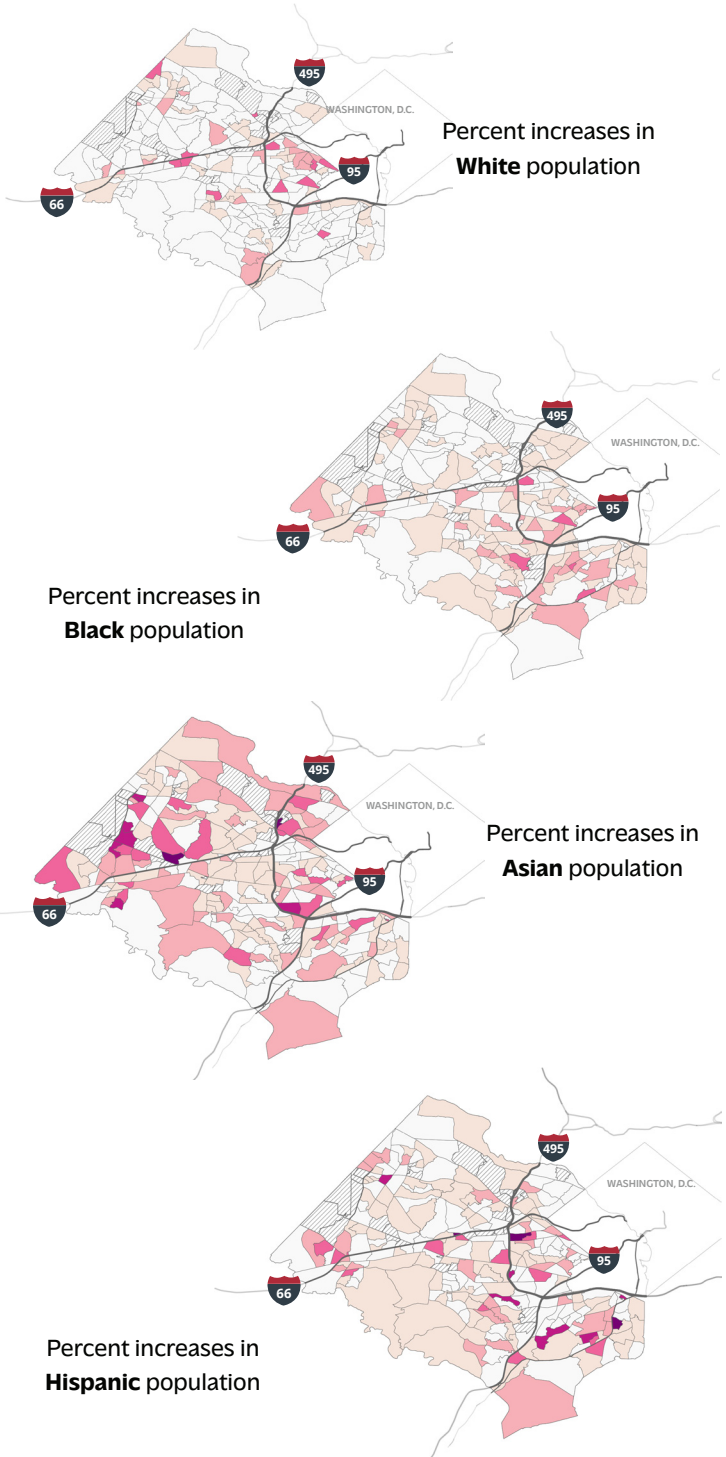 495
WASHINGTON, D.C.
Percent increases in
White population
95
66
495
WASHINGTON, D.C.
95
66
Percent increases in
Black population
495
WASHINGTON, D.C.
Percent increases in
Asian population
95
66
495
WASHINGTON, D.C.
95
66
Percent increases in
Hispanic population